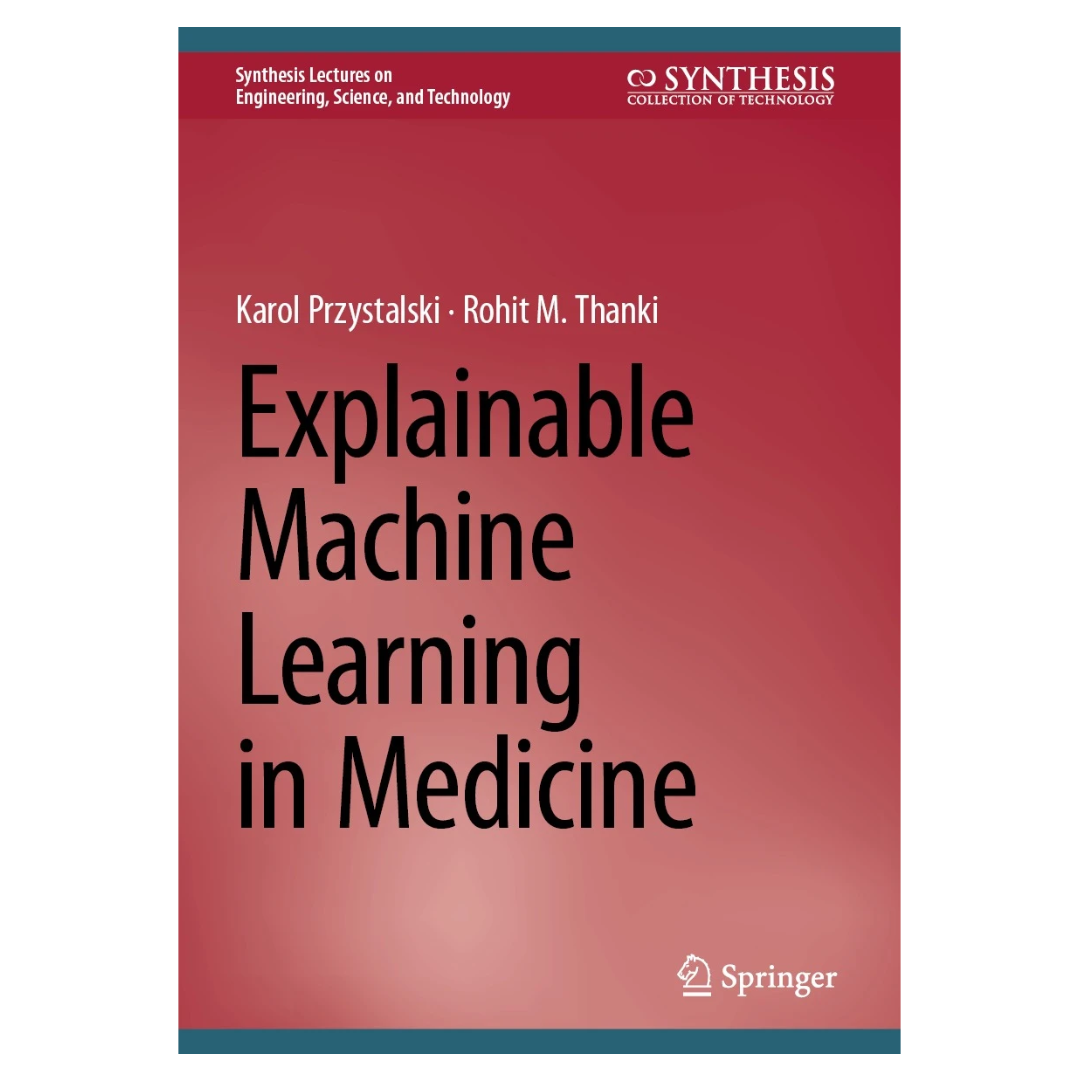 Synthesis Lectures on
Engineering, Science, and Technology
SYNTHESIS
COLLECTION OF TECHNOLOGY
Karol Przystalski · Rohit M. Thanki
Explainable
Machine
Learning
in Medicine
Springer